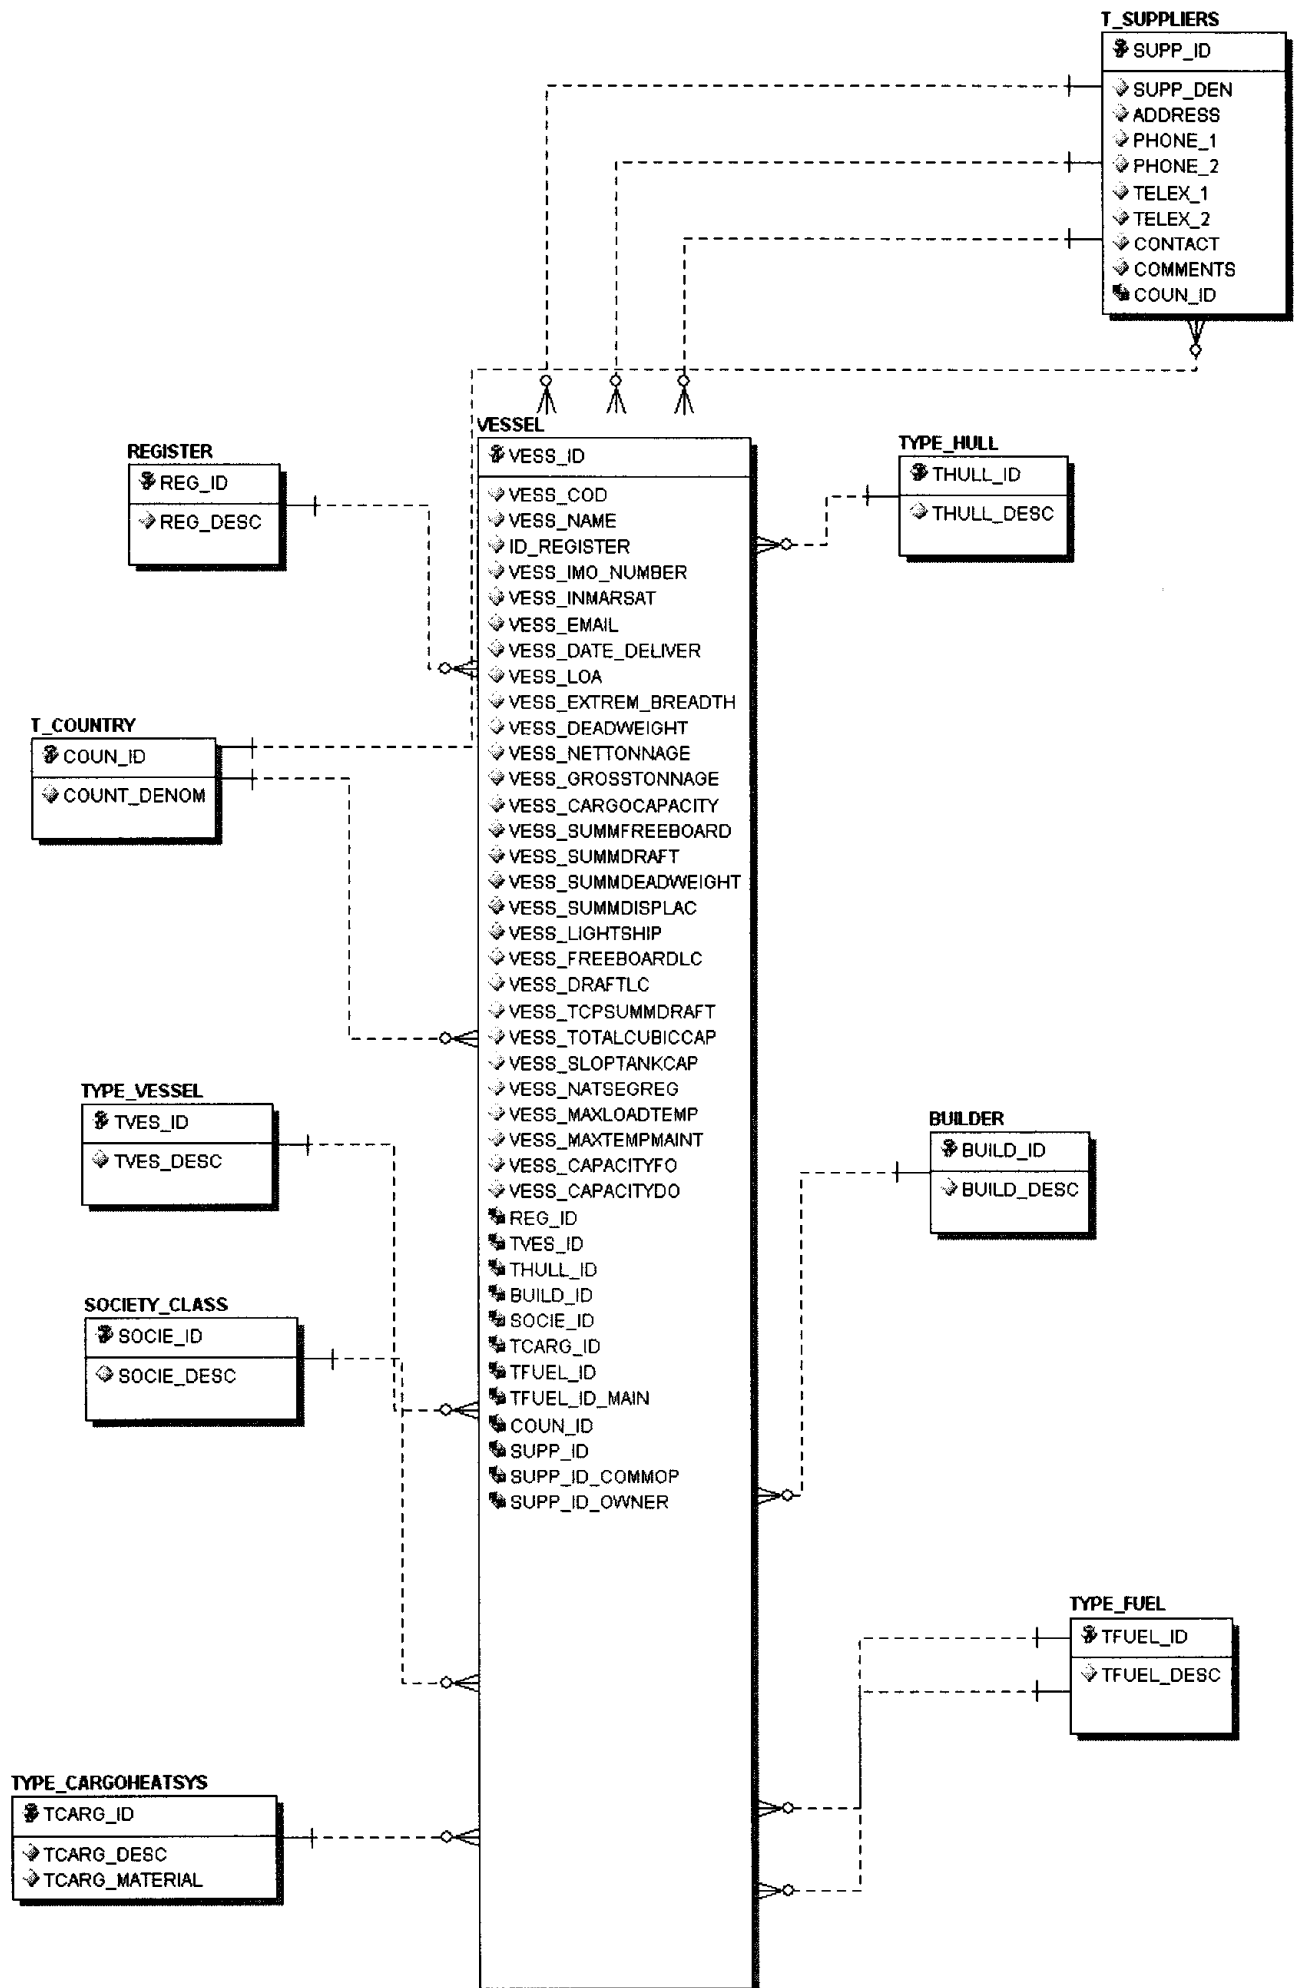 T_SUPPLIERS
SUPP_ID
SUPP_DEN
ADDRESS
PHONE_1
PHONE_2
TELEX_1
TELEX_2
CONTACT
COMMENTS
COUN_ID
VESSEL
VESS_ID
VESS_COD
VESS_NAME
ID_REGISTER
VESS_IMO_NUMBER
VESS_INMARSAT
VESS_EMAIL
VESS_DATE_DELIVER
VESS_LOA
VESS_EXTREM_BREADTH
VESS_DEADWEIGHT
VESS_NETTONNAGE
VESS_GROSSTONNAGE
VESS_CARGOCAPACITY
VESS_SUMMFREEBOARD
VESS_SUMMDRAFT
VESS_SUMMDEADWEIGHT
VESS_SUMMDISPLAC
VESS_LIGHTSHIP
VESS_FREEBOARDLC
VESS_DRAFTLC
VESS_TCPSUMMDRAFT
VESS_TOTALCUBICCAP
VESS_SLOPTANKCAP
VESS_NATSEGREG
VESS_MAXLOADTEMP
VESS_MAXTEMPMAINT
VESS_CAPACITYFO
VESS_CAPACITYDO
REG_ID
TVES_ID
THULL_ID
BUILD_ID
SOCIE_ID
TCARG_ID
TFUEL_ID
TFUEL_ID_MAIN
COUN_ID
SUPP_ID
SUPP_ID_COMMOP
SUPP_ID_OWNER
REGISTER
REG_ID
REG_DESC
TYPE_HULL
THULL_ID
THULL_DESC
T_COUNTRY
COUN_ID
COUNT_DENOM
TYPE_VESSEL
TVES_ID
TVES_DESC
BUILDER
BUILD_ID
BUILD_DESC
SOCIETY_CLASS
SOCIE_ID
SOCIE_DESC
TYPE_FUEL
TFUEL_ID
TFUEL_DESC
TYPE_CARGOHEATSYS
TCARG_ID
TCARG_DESC
TCARG_MATERIAL